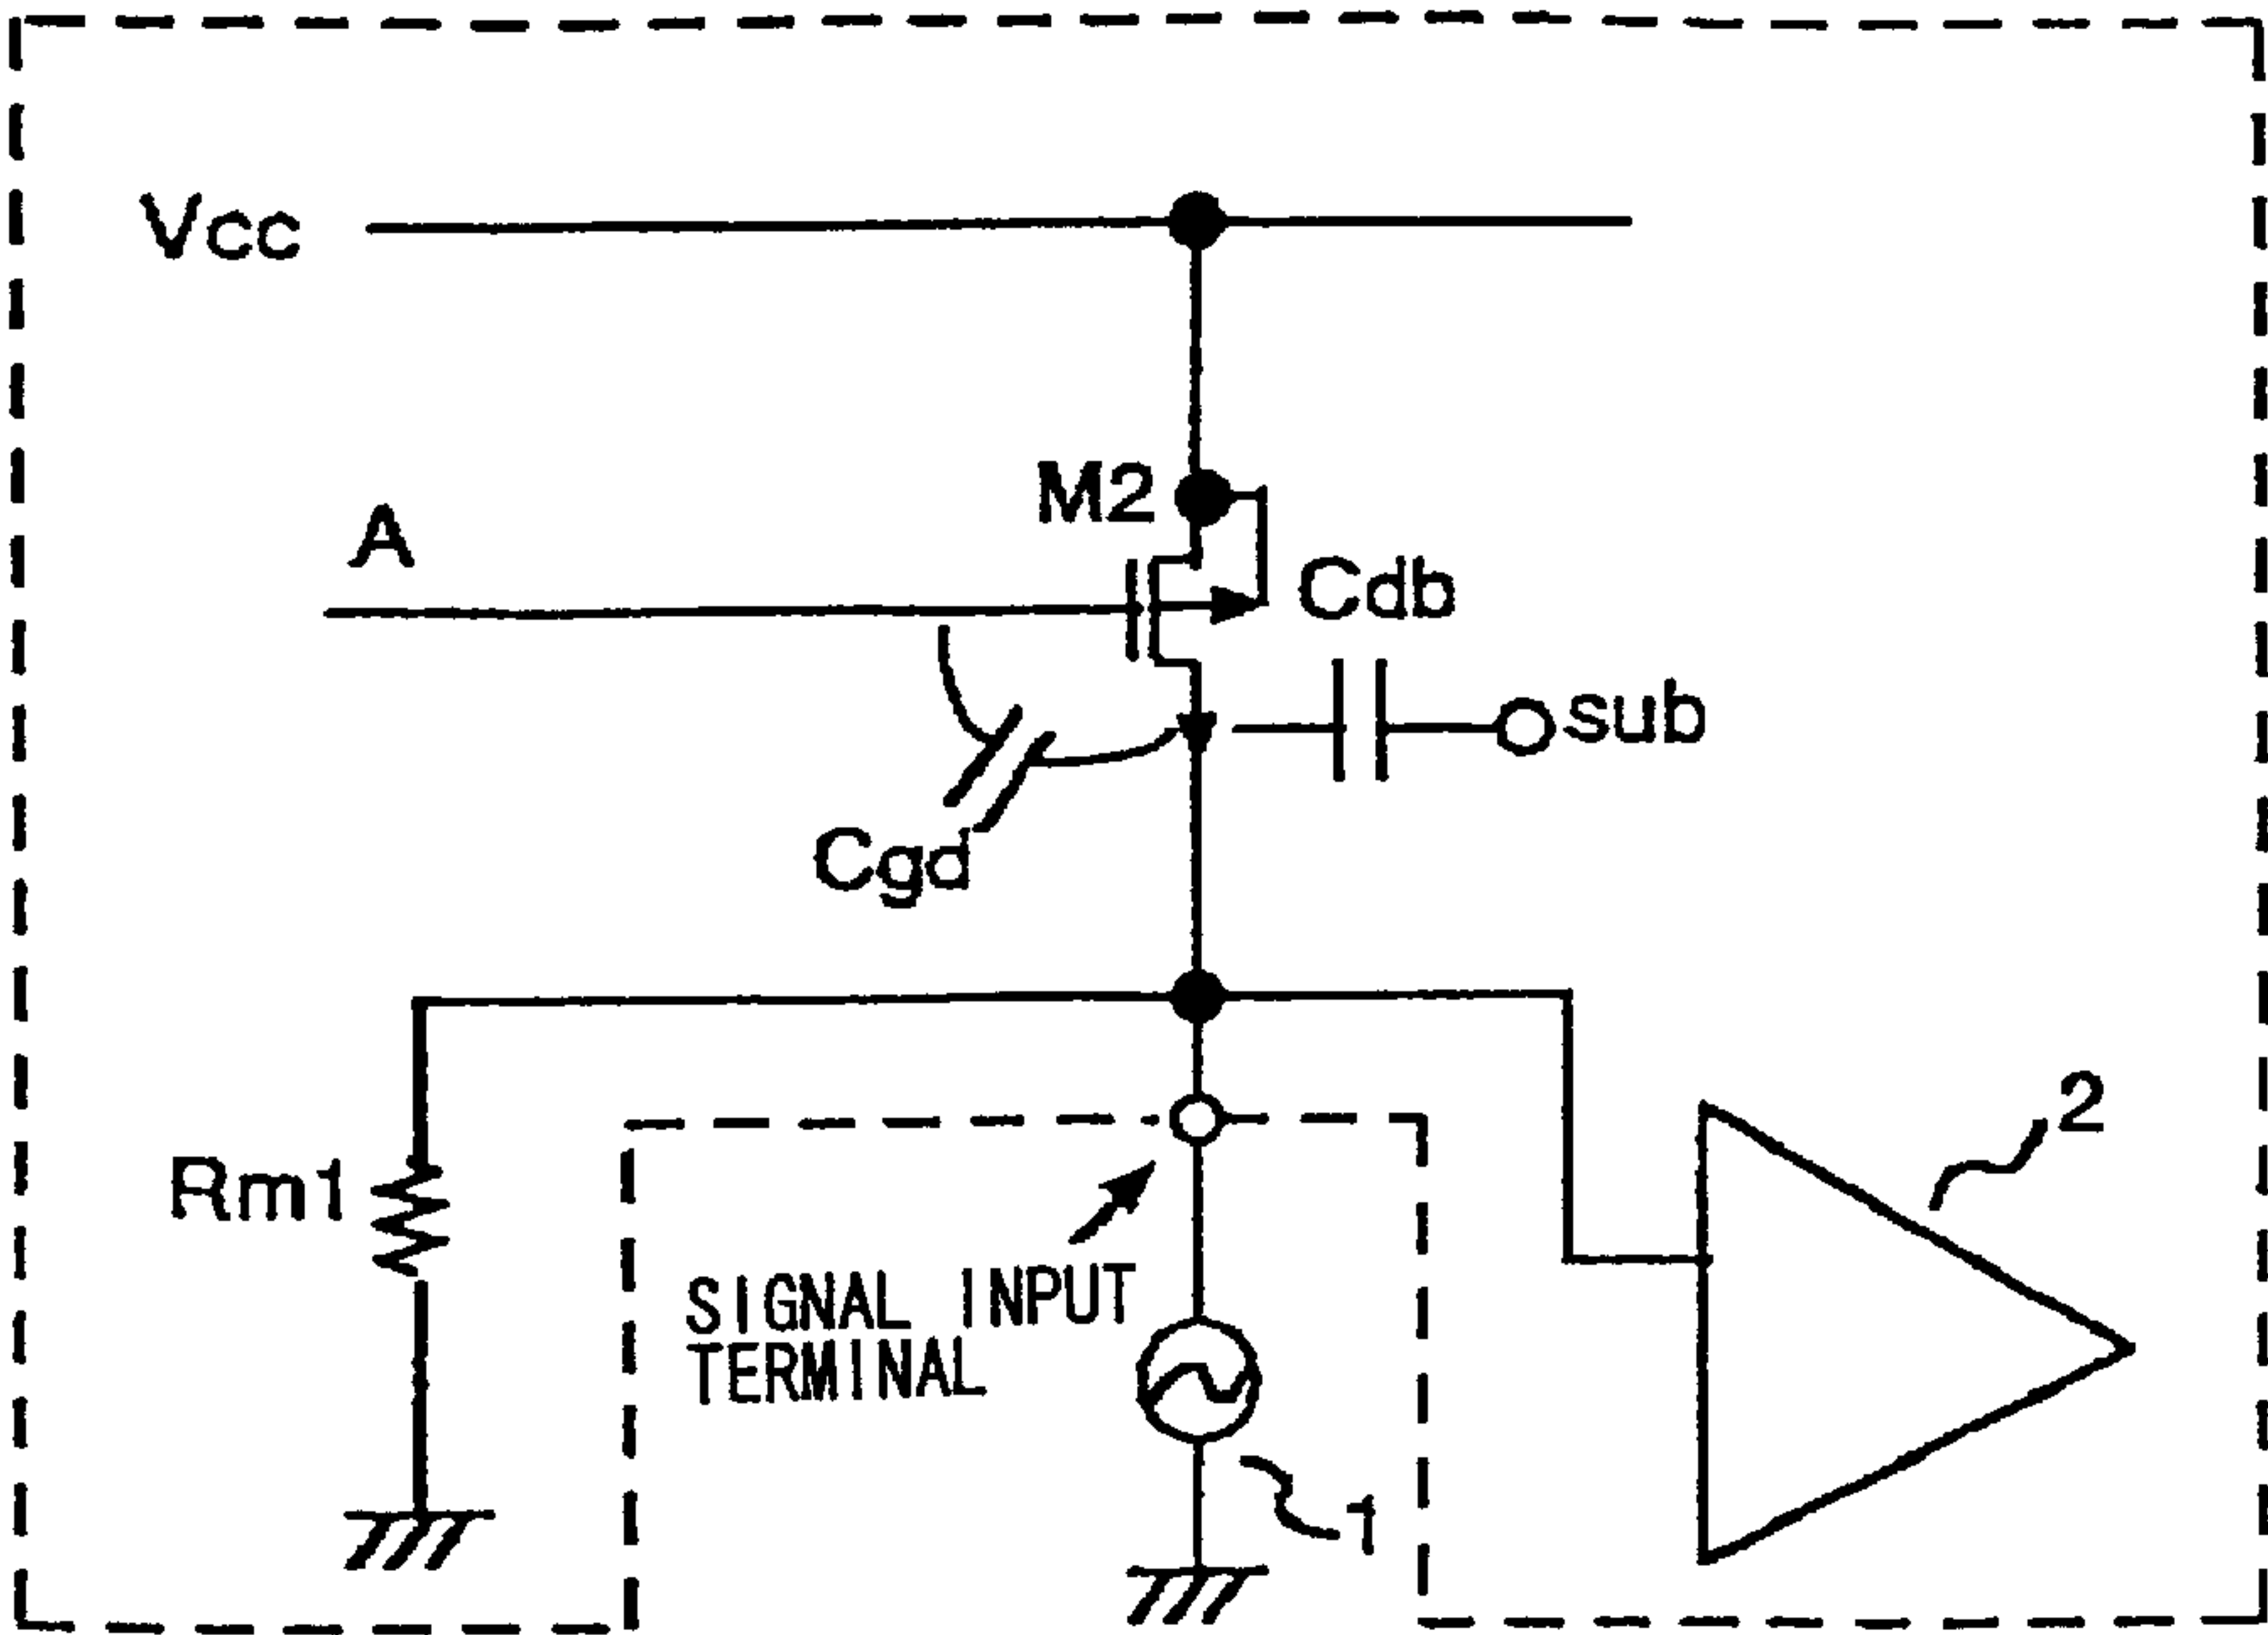 Vcc
M2
A
Cdb
sub
Cgd
2
Rm1
SIGNAL INPUT
TERMINAL
1